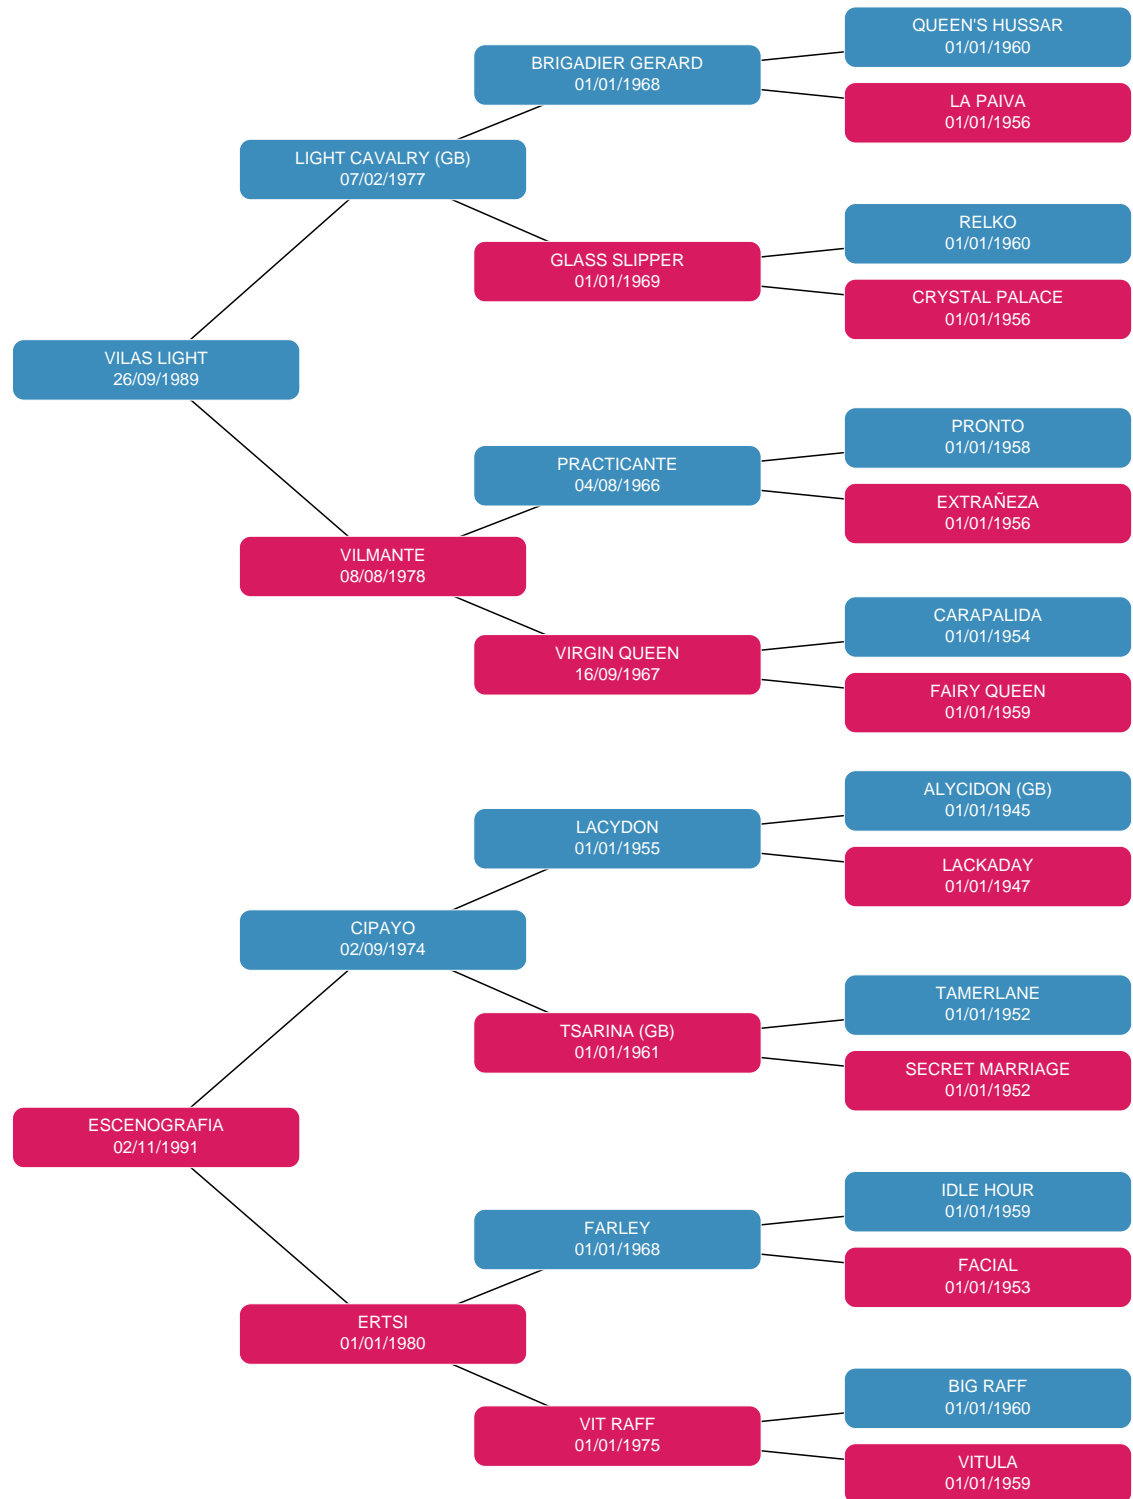 QUEEN'S HUSSAR
01/01/1960
BRIGADIER GERARD
01/01/1968
LA PAIVA
01/01/1956
LIGHT CAVALRY (GB)
07/02/1977
RELKO
01/01/1960
GLASS SLIPPER
01/01/1969
CRYSTAL PALACE
01/01/1956
VILAS LIGHT
26/09/1989
PRONTO
01/01/1958
PRACTICANTE
04/08/1966
EXTRAÑEZA
01/01/1956
VILMANTE
08/08/1978
CARAPALIDA
01/01/1954
VIRGIN QUEEN
16/09/1967
FAIRY QUEEN
01/01/1959
ALYCIDON (GB)
01/01/1945
LACYDON
01/01/1955
LACKADAY
01/01/1947
CIPAYO
02/09/1974
TAMERLANE
01/01/1952
TSARINA (GB)
01/01/1961
SECRET MARRIAGE
01/01/1952
ESCENOGRAFIA
02/11/1991
IDLE HOUR
01/01/1959
FARLEY
01/01/1968
FACIAL
01/01/1953
ERTSI
01/01/1980
BIG RAFF
01/01/1960
VIT RAFF
01/01/1975
VITULA
01/01/1959